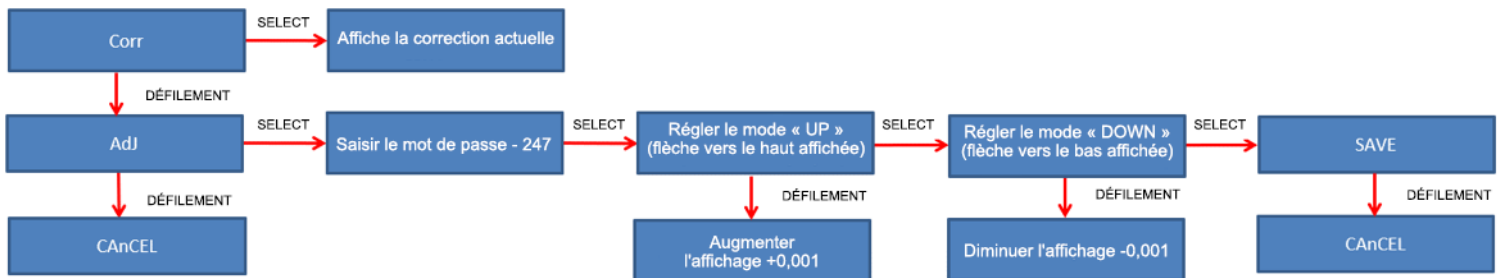 Corr
SELECT
Affiche la correction actuelle
DÉFILEMENT
AdJ
SELECT
Saisir le mot de passe - 247
SELECT
Régler le mode « UP »
(flèche vers le haut affichée)
SELECT
Régler le mode « DOWN »
(flèche vers le bas affichée)
SELECT
SAVE
DÉFILEMENT
DÉFILEMENT
DÉFILEMENT
DÉFILEMENT
CAnCEL
Augmenter
l'affichage +0,001
Diminuer l'affichage -0,001
CAnCEL